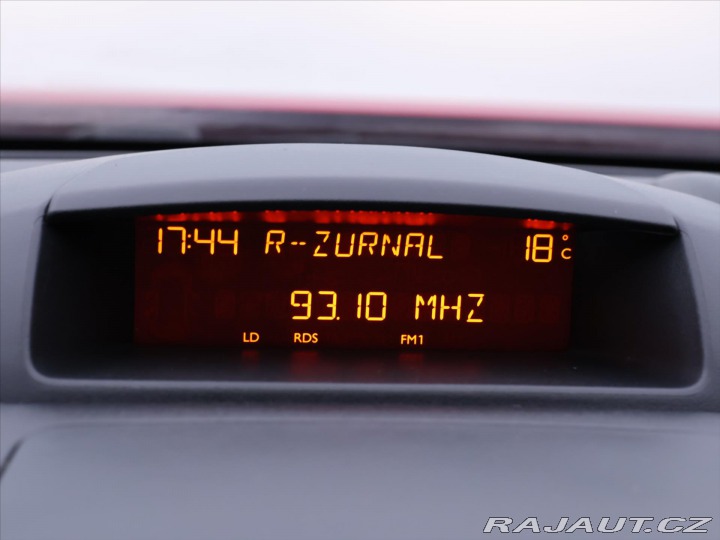 17:44 R--ZURNAL 18°C
93.10 MHZ
LD RDS FM1
RAJAUT.CZ